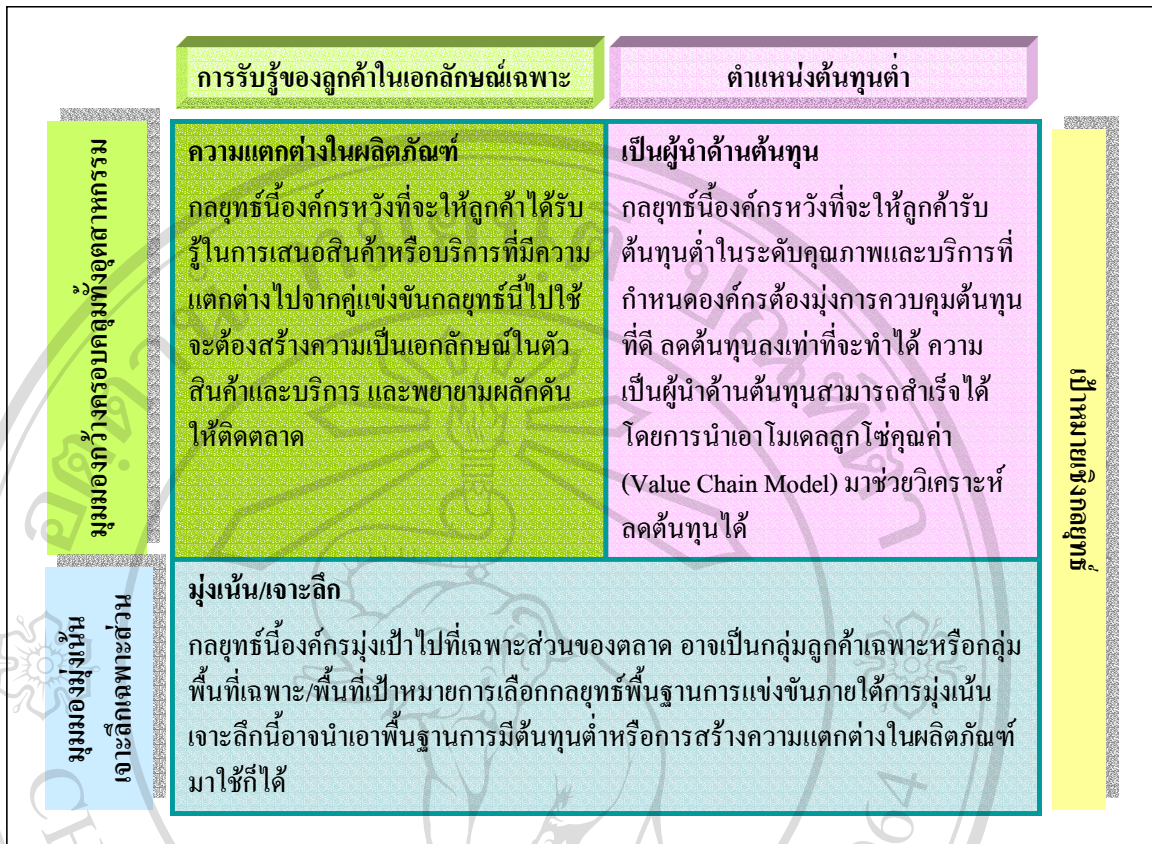 การรับรู้ของลูกค้าในเอกลักษณ์เฉพาะ
ตำแหน่งต้นทุนต่ำ
มุมมองกว้างครอบคลุมทั้งอุตสาหกรรม
ความแตกต่างในผลิตภัณฑ์
กลยุทธ์นี้องค์กรหวังที่จะให้ลูกค้าได้รับ
รู้ในการเสนอสินค้าหรือบริการที่มีความ
แตกต่างไปจากคู่แข่งขันกลยุทธ์นี้ไปใช้
จะต้องสร้างความเป็นเอกลักษณ์ในตัว
สินค้าและบริการ และพยายามผลักดัน
ให้ติดตลาด
เป็นผู้นำด้านต้นทุน
กลยุทธ์นี้องค์กรหวังที่จะให้ลูกค้ารับ
ต้นทุนต่ำในระดับคุณภาพและบริการที่
กำหนดองค์กรต้องมุ่งการควบคุมต้นทุน
ที่ดี ลดต้นทุนลงเท่าที่จะทำได้ ความ
เป็นผู้นำด้านต้นทุนสามารถสำเร็จได้
โดยการนำเอาโมเดลลูกโซ่คุณค่า
(Value Chain Model) มาช่วยวิเคราะห์
ลดต้นทุนได้
เป้าหมายเชิงกลยุทธ์
มุมมองมุ่งเน้น
เจาะลึกเฉพาะส่วน
มุ่งเน้น/เจาะลึก
กลยุทธ์นี้องค์กรมุ่งเป้าไปที่เฉพาะส่วนของตลาด อาจเป็นกลุ่มลูกค้าเฉพาะหรือกลุ่ม
พื้นที่เฉพาะ/พื้นที่เป้าหมายการเลือกกลยุทธ์พื้นฐานการแข่งขันภายใต้การมุ่งเน้น
เจาะลึกนี้อาจนำเอาพื้นฐานการมีต้นทุนต่ำหรือการสร้างความแตกต่างในผลิตภัณฑ์
มาใช้ก็ได้